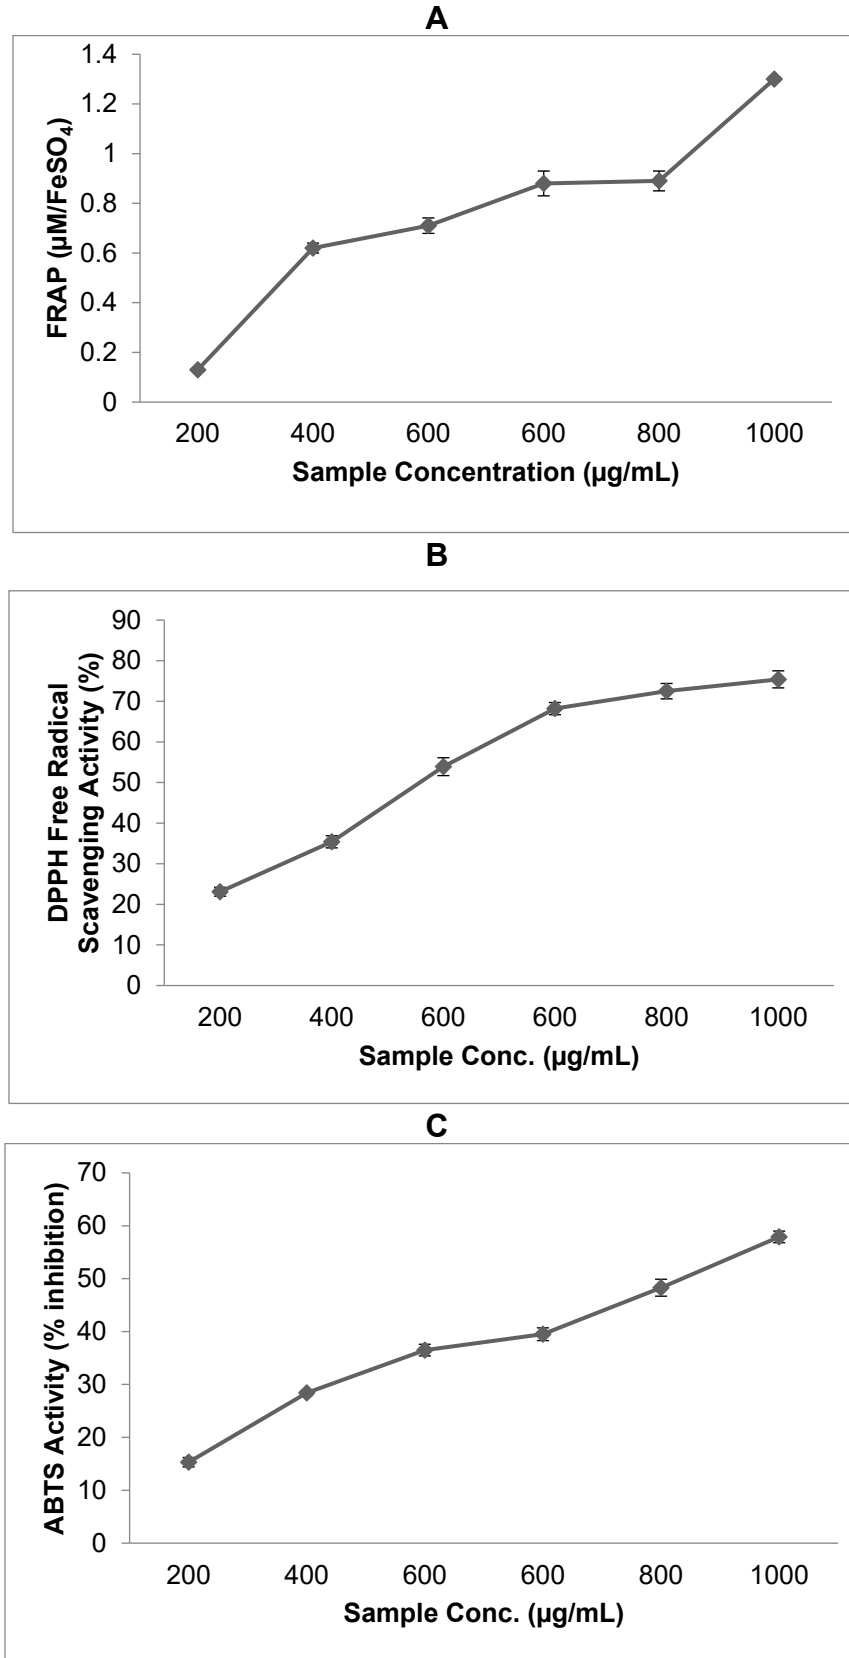 A
1.4
1.2
1
0.8
0.6
0.4
0.2
0
FRAP (µM/FeSO₄)
200 400 600 600 800 1000
Sample Concentration (µg/mL)
B
90
80
70
60
50
40
30
20
10
0
DPPH Free Radical
Scavenging Activity (%)
200 400 600 600 800 1000
Sample Conc. (µg/mL)
C
70
60
50
40
30
20
10
0
ABTS Activity (% inhibition)
200 400 600 600 800 1000
Sample Conc. (µg/mL)